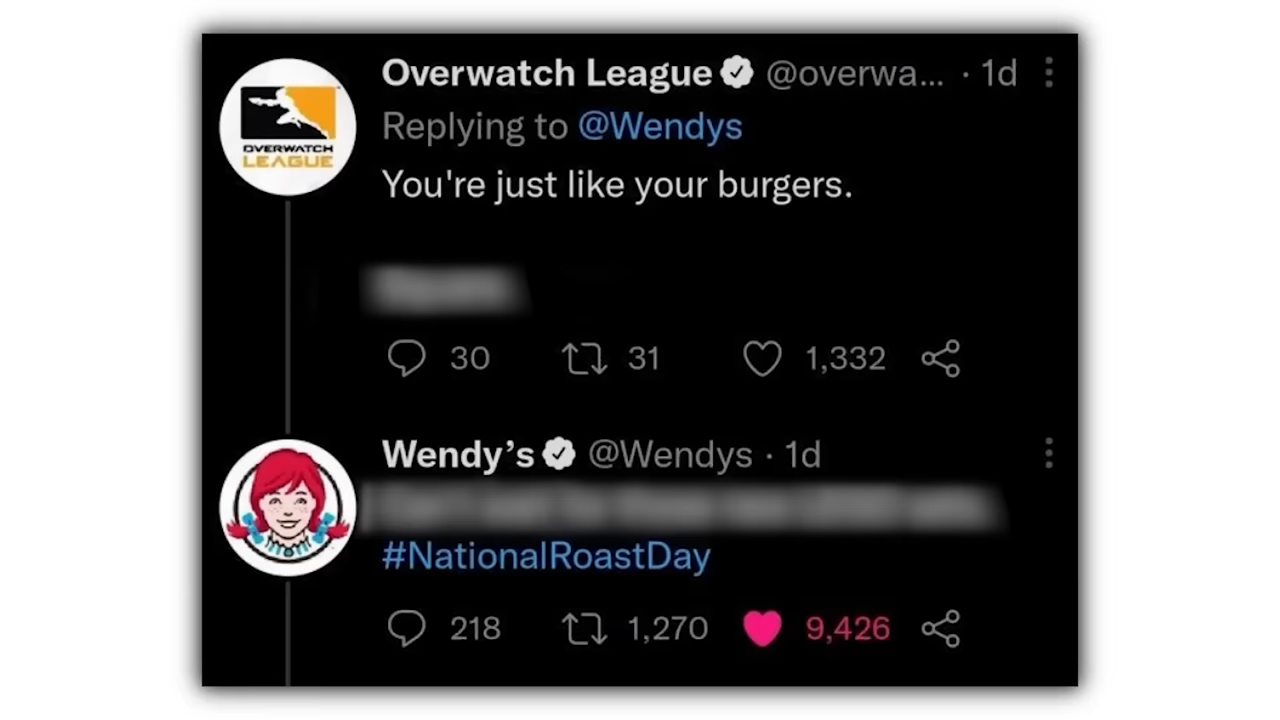 Overwatch League @overwa... · 1d
OVERWATCH
LEAGUE
Replying to @Wendys
You're just like your burgers.
30 31 1,332
Wendy’s @Wendys · 1d
#NationalRoastDay
218 1,270 9,426